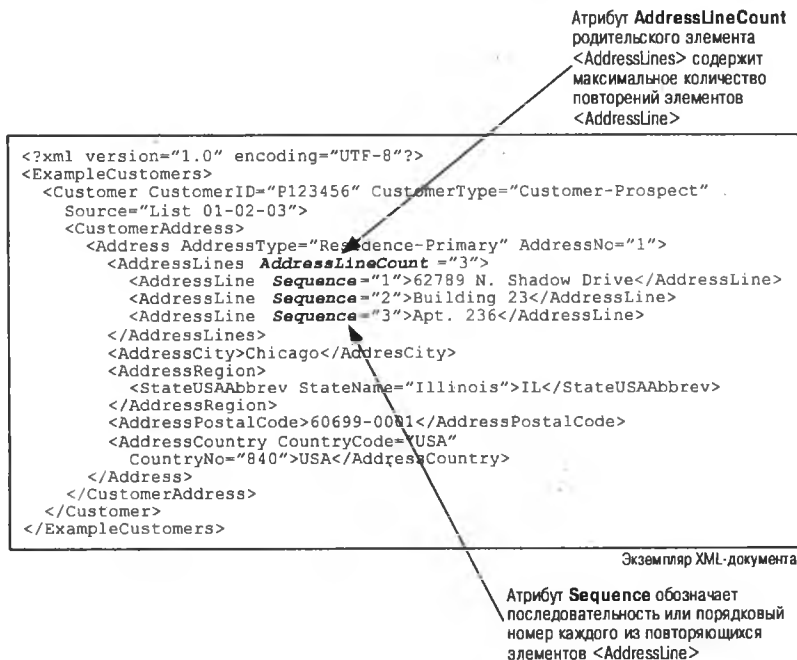 Атрибут AddressLineCount
родительского элемента
<AddressLines> содержит
максимальное количество
повторений элементов
<AddressLine>
<?xml version="1.0" encoding="UTF-8"?>
<ExampleCustomers>
<Customer CustomerID="P123456" CustomerType="Customer-Prospect"
Source="List 01-02-03">
<CustomerAddress>
<Address AddressType="Residence-Primary" AddressNo="1">
<AddressLines AddressLineCount ="3">
<AddressLine Sequence="1">62789 N. Shadow Drive</AddressLine>
<AddressLine Sequence="2">Building 23</AddressLine>
<AddressLine Sequence="3">Apt. 236</AddressLine>
</AddressLines>
<AddressCity>Chicago</AddresCity>
<AddressRegion>
<StateUSAAbbrev StateName="Illinois">IL</StateUSAAbbrev>
</AddressRegion>
<AddressPostalCode>60699-0001</AddressPostalCode>
<AddressCountry CountryCode="USA"
CountryNo="840">USA</AddressCountry>
</Address>
</CustomerAddress>
</Customer>
</ExampleCustomers>
Экземпляр XML-документа
Атрибут Sequence обозначает
последовательность или порядковый
номер каждого из повторяющихся
элементов <AddressLine>